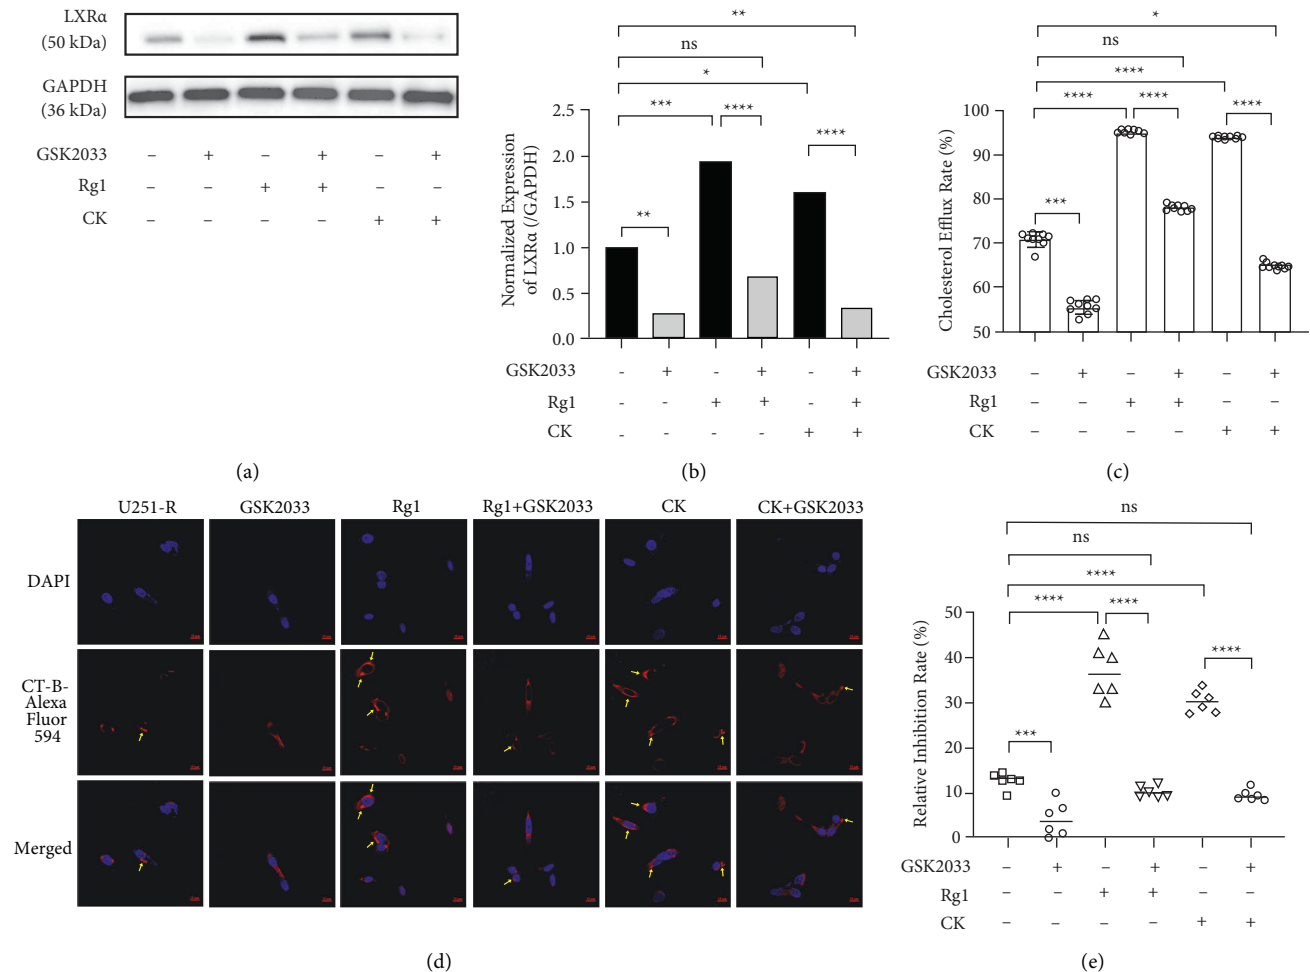 LXRα
(50 kDa)
GAPDH
(36 kDa)
GSK2033 – + – + – +
Rg1 – – + + – –
CK – – – – + +
(a)
**
ns
*
*** ****
****
**
Normalized Expression
of LXRα (/GAPDH)
2.5
2.0
1.5
1.0
0.5
0.0
GSK2033 - + - + - +
Rg1 - - + + - +
CK - - - - + +
(b)
*
ns
****
**** **** ****
***
Cholesterol Efflux Rate (%)
100
90
80
70
60
50
GSK2033 – + – + – +
Rg1 – – + + – –
CK – – – – + +
(c)
U251-R GSK2033 Rg1 Rg1+GSK2033 CK CK+GSK2033
DAPI
CT-B-
Alexa
Fluor
594
Merged
(d)
ns
ns
****
**** ****
****
***
Relative Inhibition Rate (%)
50
40
30
20
10
0
GSK2033 – + – + – +
Rg1 – – + + – –
CK – – – – + +
(e)